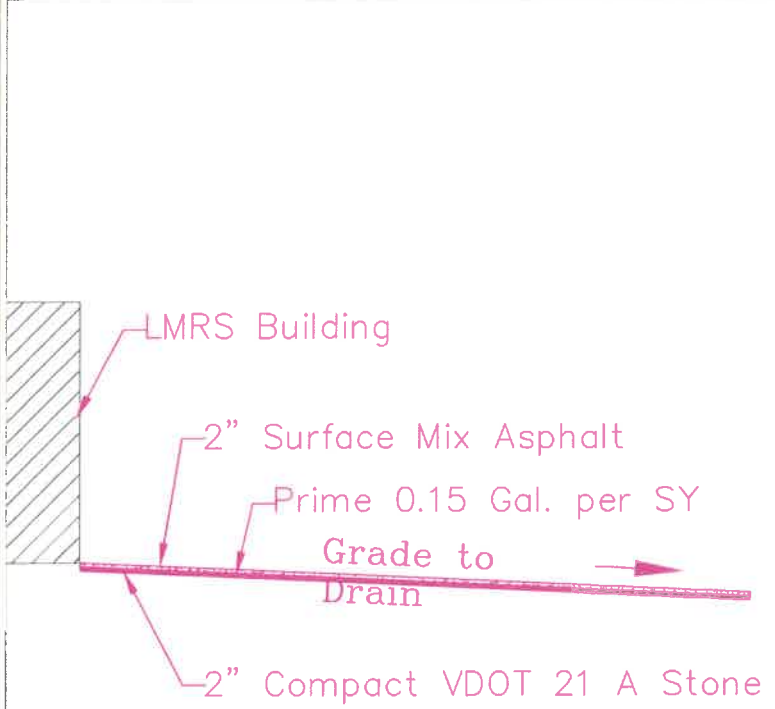 LMRS Building
2” Surface Mix Asphalt
Prime 0.15 Gal. per SY
Grade to
Drain
2” Compact VDOT 21 A Stone